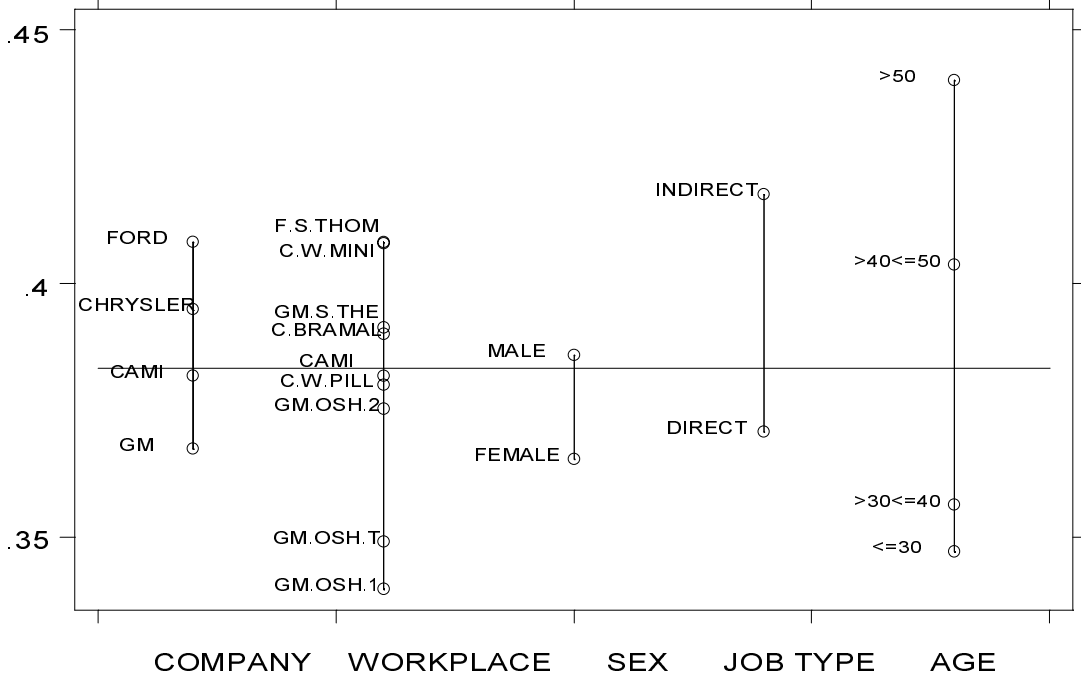 .45
>50
INDIRECT
F.S.THOM
FORD
C.W.MINI
>40<=50
.4
CHRYSLER
GM.S.THE
C.BRAMAL
MALE
CAMI
CAMI
C.W.PILL
GM.OSH.2
DIRECT
GM
FEMALE
>30<=40
.35
GM.OSH.T
<=30
GM.OSH.1
COMPANY WORKPLACE SEX JOB TYPE AGE